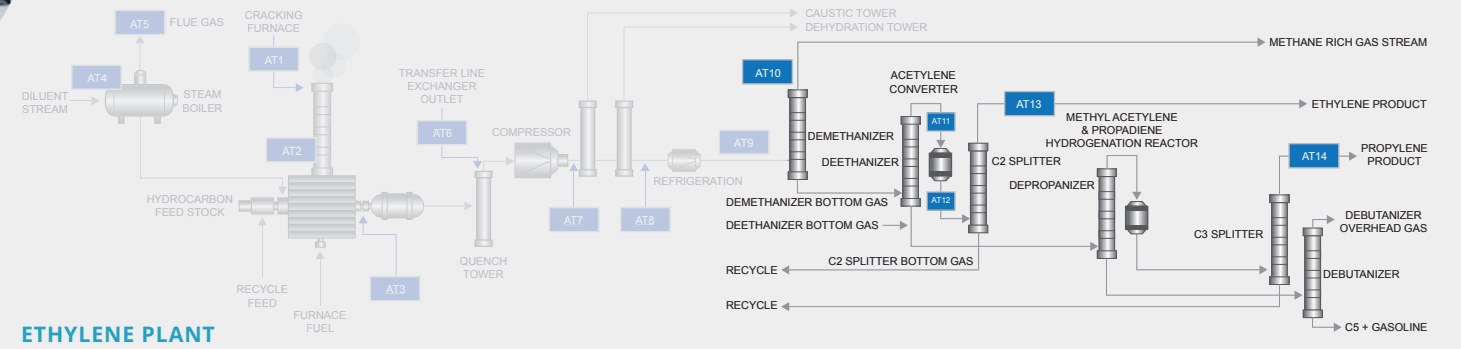 CRACKING
FURNACE
AT5
FLUE GAS
AT1
AT4
DILUENT
STREAM
STEAM
BOILER
AT2
HYDROCARBON
FEED STOCK
RECYCLE
FEED
FURNACE
FUEL
AT3
TRANSFER LINE
EXCHANGER
OUTLET
AT6
QUENCH
TOWER
COMPRESSOR
AT7
AT8
CAUSTIC TOWER
DEHYDRATION TOWER
REFRIGERATION
AT9
METHANE RICH GAS STREAM
AT10
DEMETHANIZER
DEMETHANIZER BOTTOM GAS
ACETYLENE
CONVERTER
AT11
DEETHANIZER
AT12
DEETHANIZER BOTTOM GAS
AT13
ETHYLENE PRODUCT
C2 SPLITTER
C2 SPLITTER BOTTOM GAS
RECYCLE
RECYCLE
METHYL ACETYLENE
& PROPADIENE
HYDROGENATION REACTOR
DEPROPANIZER
AT14
PROPYLENE
PRODUCT
C3 SPLITTER
DEBUTANIZER
OVERHEAD GAS
DEBUTANIZER
C5 + GASOLINE
ETHYLENE PLANT